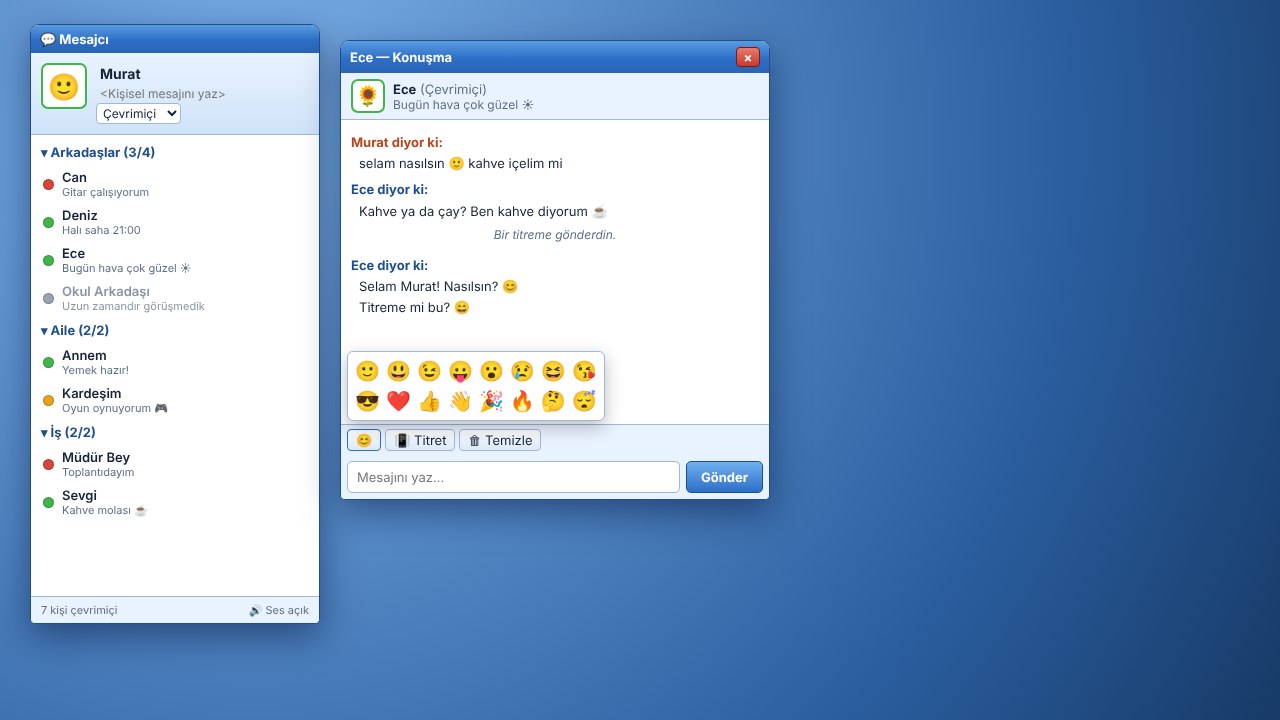 💬 Mesajcı
Murat
<Kişisel mesajını yaz>
Çevrimiçi
▾ Arkadaşlar (3/4)
Can
Gitar çalışıyorum
Deniz
Halı saha 21:00
Ece
Bugün hava çok güzel ☀
Okul Arkadaşı
Uzun zamandır görüşmedik
▾ Aile (2/2)
Annem
Yemek hazır!
Kardeşim
Oyun oynuyorum 🎮
▾ İş (2/2)
Müdür Bey
Toplantıdayım
Sevgi
Kahve molası ☕
7 kişi çevrimiçi
🔊 Ses açık
Ece — Konuşma
×
Ece (Çevrimiçi)
Bugün hava çok güzel ☀
Murat diyor ki:
selam nasılsın 🙂 kahve içelim mi
Ece diyor ki:
Kahve ya da çay? Ben kahve diyorum ☕
Bir titreme gönderdin.
Ece diyor ki:
Selam Murat! Nasılsın? 😊
Titreme mi bu? 😄
📳 Titret
🗑 Temizle
Mesajını yaz...
Gönder